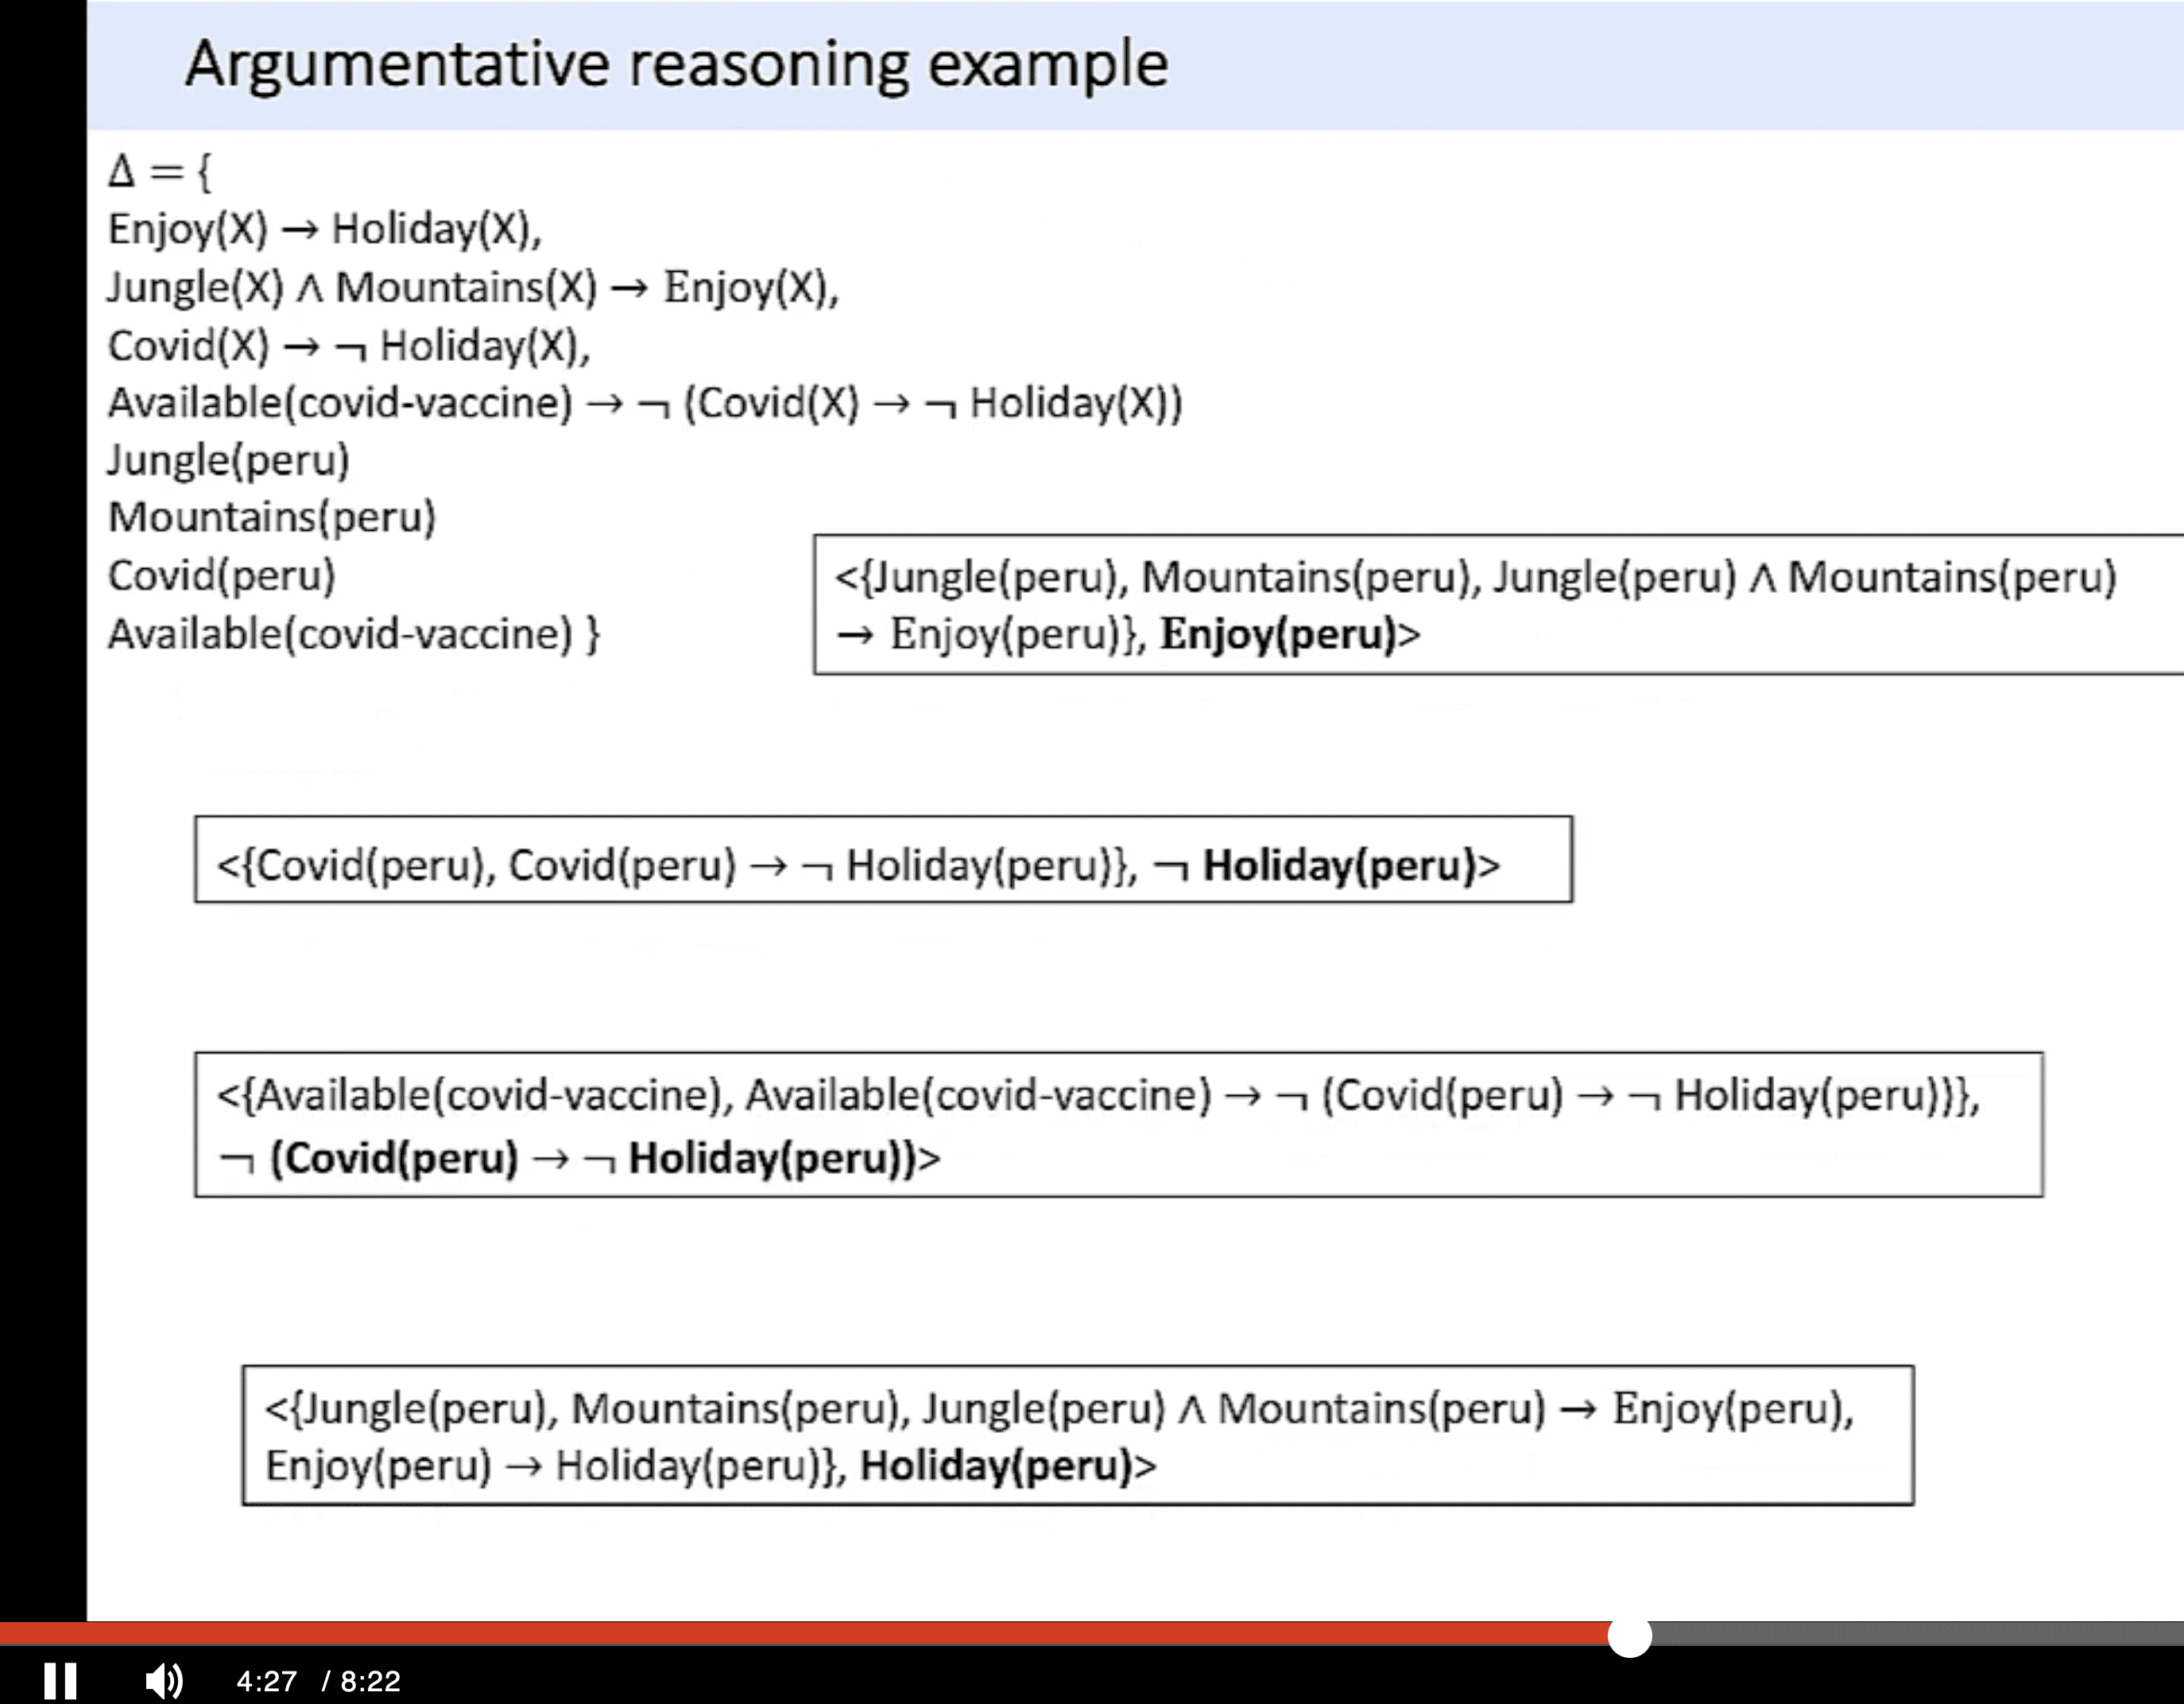 Argumentative reasoning example
Δ = {
Enjoy(X) → Holiday(X),
Jungle(X) ∧ Mountains(X) → Enjoy(X),
Covid(X) → ¬ Holiday(X),
Available(covid-vaccine) → ¬ (Covid(X) → ¬ Holiday(X))
Jungle(peru)
Mountains(peru)
Covid(peru)
Available(covid-vaccine) }
<{Jungle(peru), Mountains(peru), Jungle(peru) ∧ Mountains(peru)
→ Enjoy(peru)}, Enjoy(peru)>
<{Covid(peru), Covid(peru) → ¬ Holiday(peru)}, ¬ Holiday(peru)>
<{Available(covid-vaccine), Available(covid-vaccine) → ¬ (Covid(peru) → ¬ Holiday(peru))},
¬ (Covid(peru) → ¬ Holiday(peru))>
<{Jungle(peru), Mountains(peru), Jungle(peru) ∧ Mountains(peru) → Enjoy(peru),
Enjoy(peru) → Holiday(peru)}, Holiday(peru)>
4:27 / 8:22